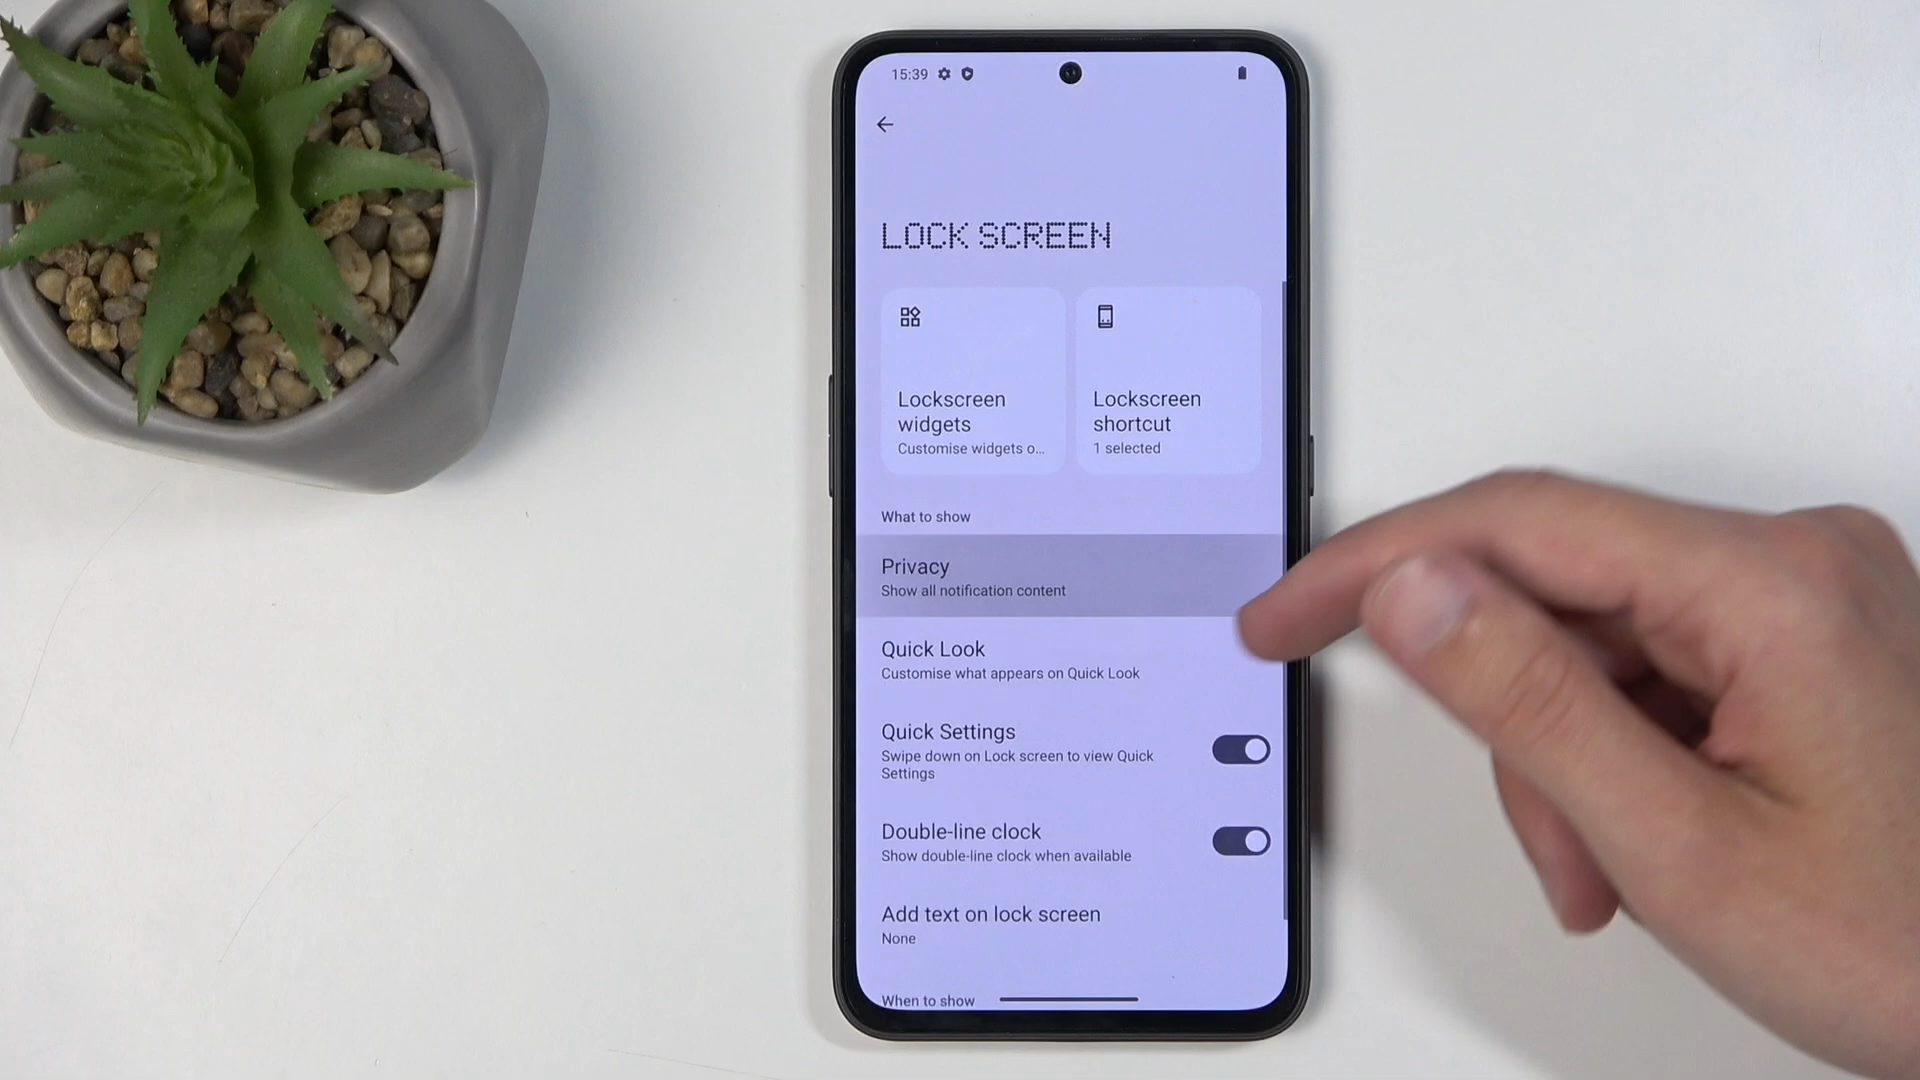 15:39
LOCK SCREEN
Lockscreen
widgets
Customise widgets o...
Lockscreen
shortcut
1 selected
What to show
Privacy
Show all notification content
Quick Look
Customise what appears on Quick Look
Quick Settings
Swipe down on Lock screen to view Quick
Settings
Double-line clock
Show double-line clock when available
Add text on lock screen
None
When to show